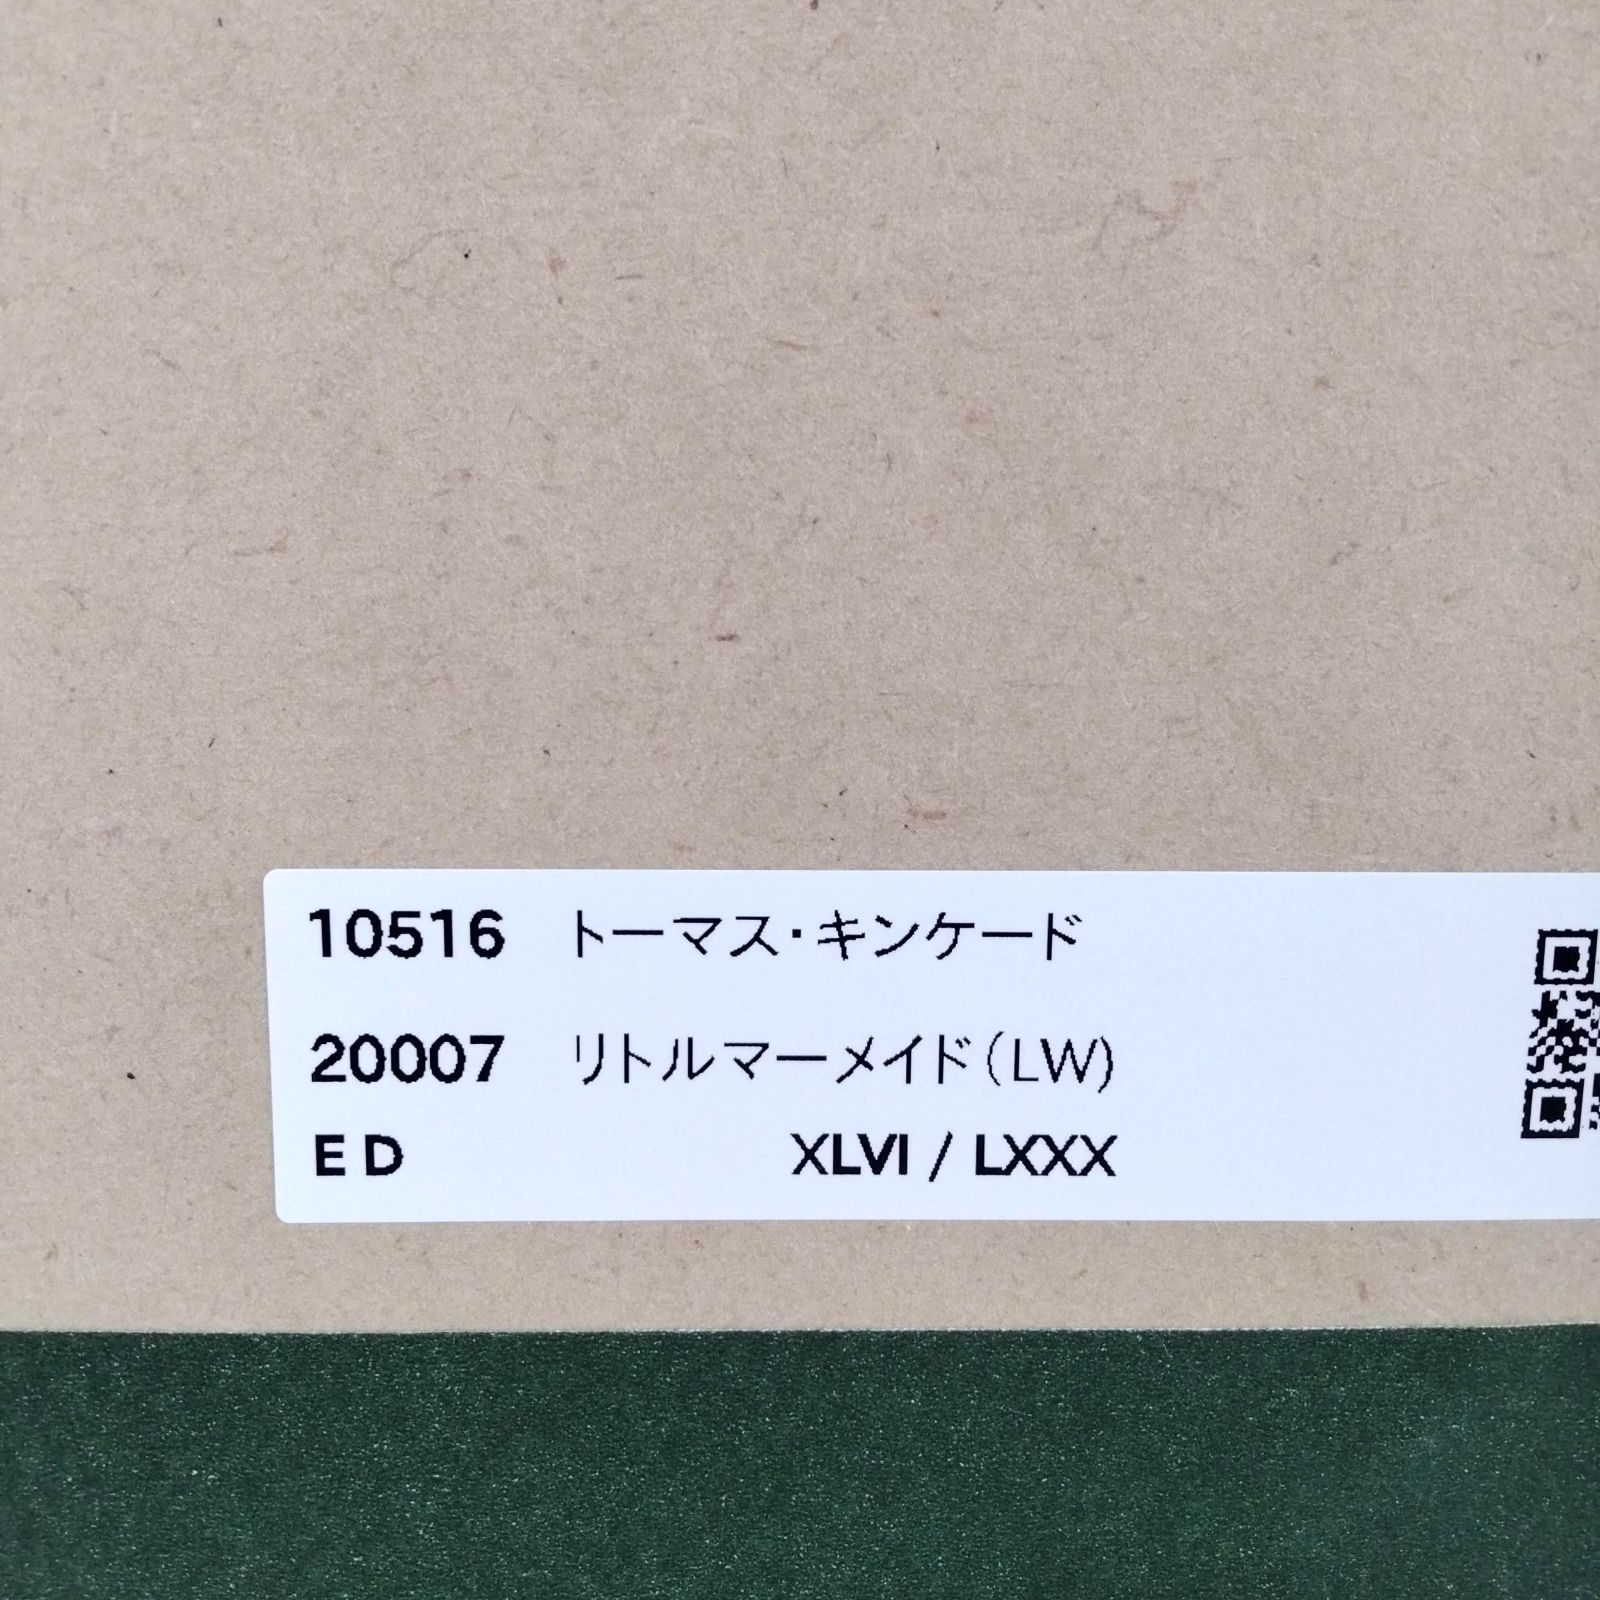 10516 トーマス・キンケード
20007 リトルマーメイド(LW)
ED XLVI / LXXX